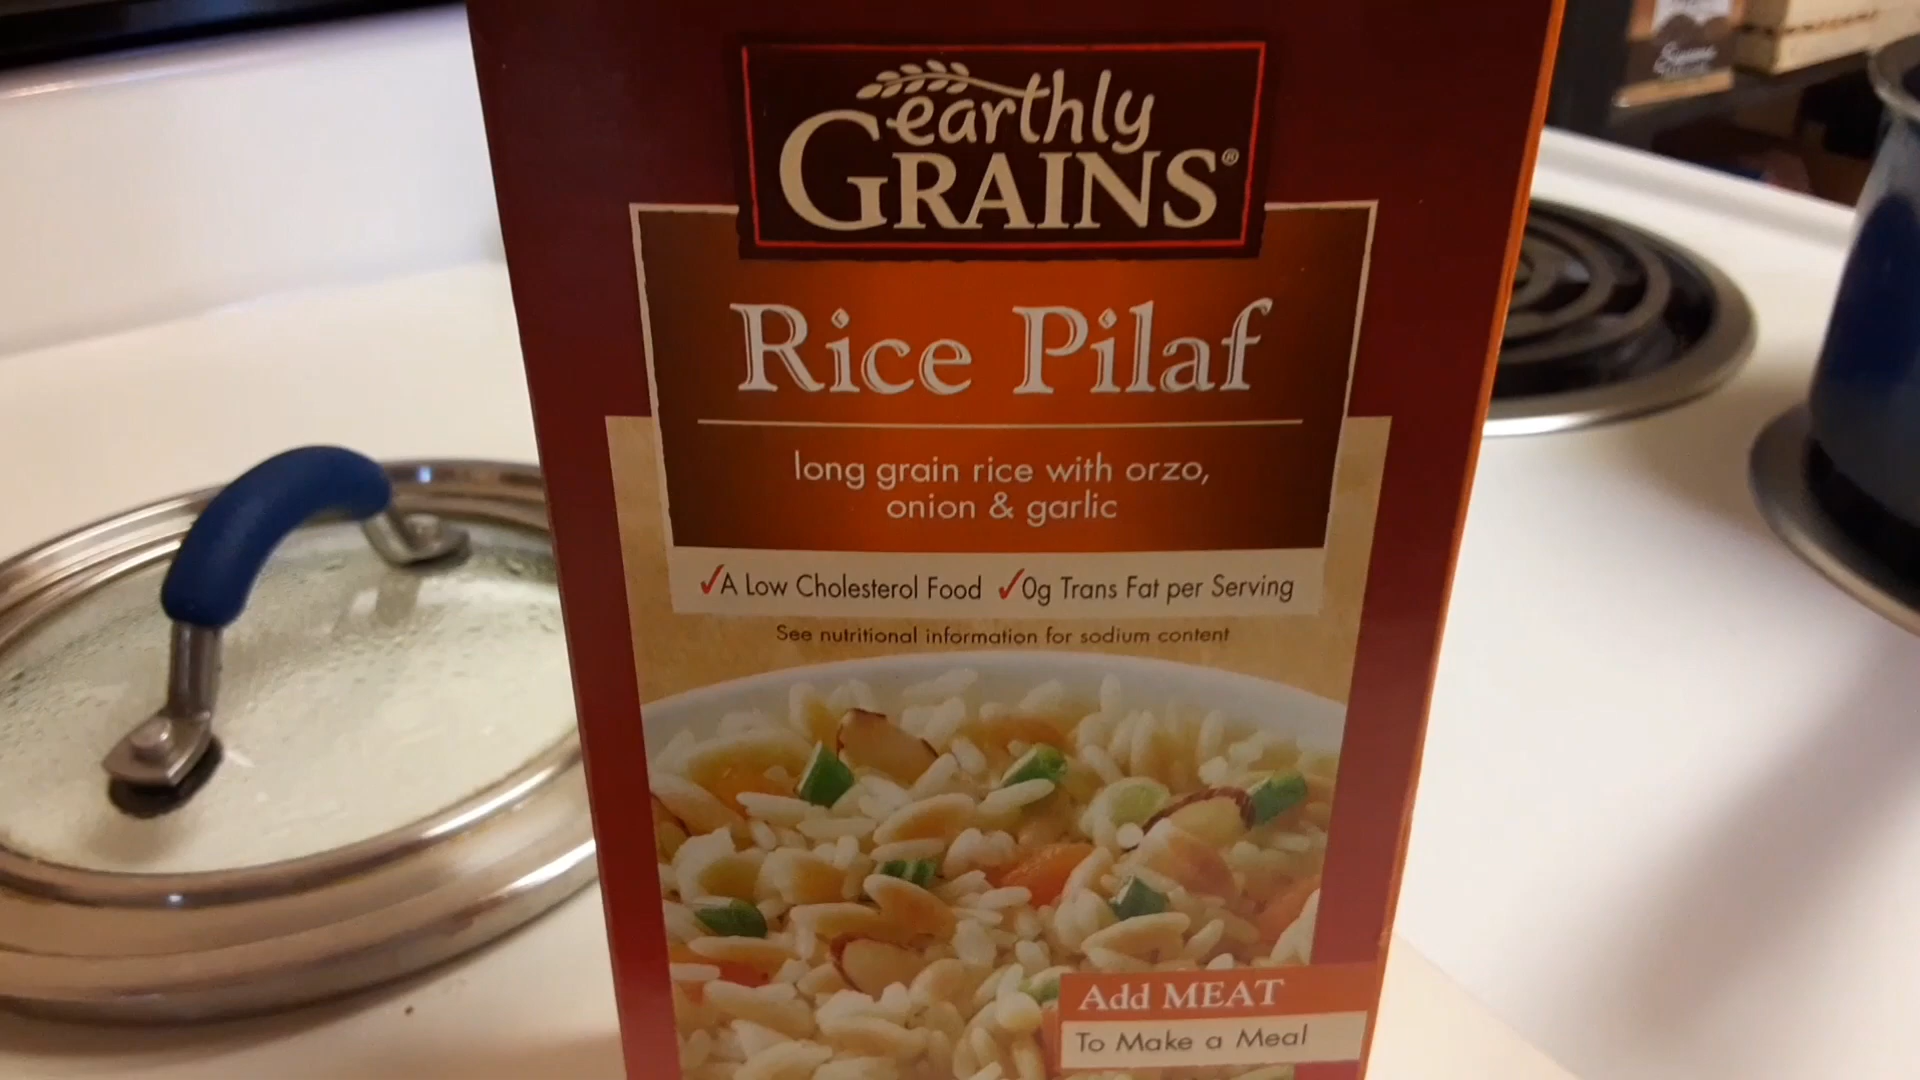 earthly
GRAINS®
Rice Pilaf
long grain rice with orzo,
onion & garlic
✓A Low Cholesterol Food ✓0g Trans Fat per Serving
See nutritional information for sodium content
Add MEAT
To Make a Meal